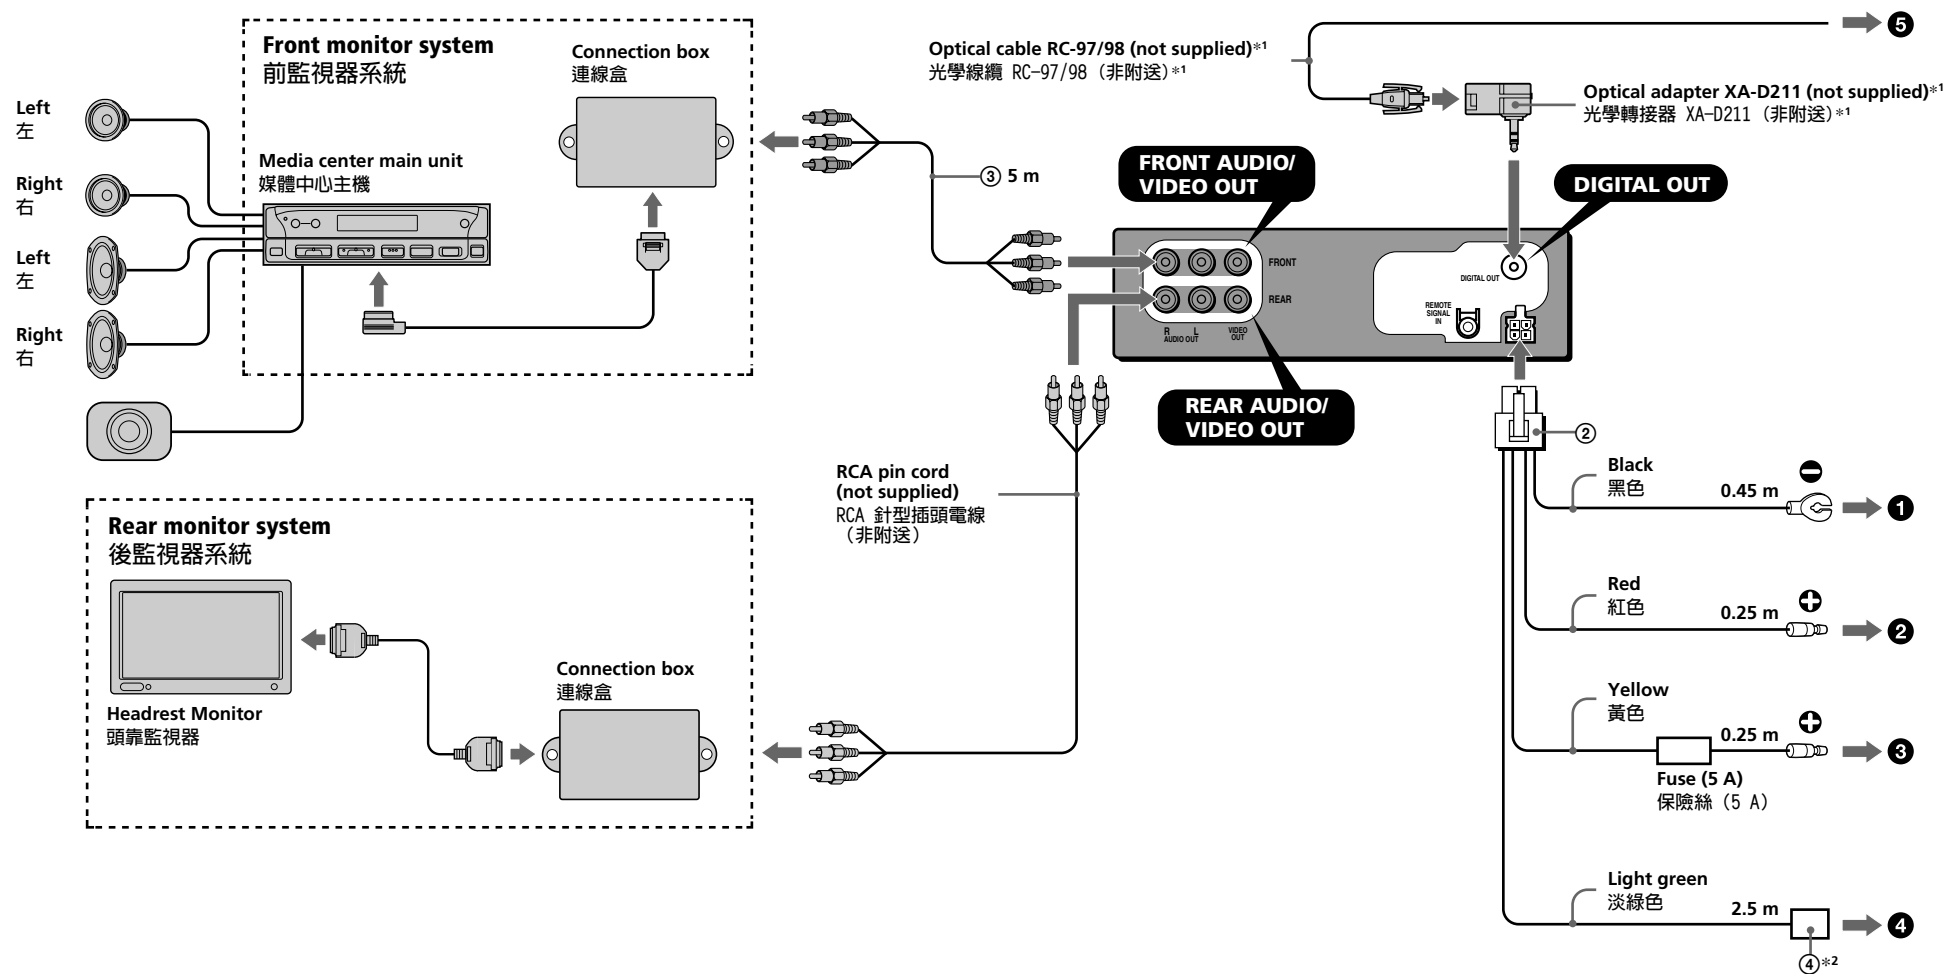 Front monitor system
前監視器系統
Connection box
連線盒
Left
左
Right
右
Left
左
Right
右
Media center main unit
媒體中心主機
Optical cable RC-97/98 (not supplied)*1
光學線纜 RC-97/98 (非附送)*1
❺
Optical adapter XA-D211 (not supplied)*1
光學轉接器 XA-D211 (非附送)*1
③ 5 m
FRONT AUDIO/
VIDEO OUT
DIGITAL OUT
FRONT
REAR
R L
AUDIO OUT
VIDEO
OUT
DIGITAL OUT
REMOTE
SIGNAL
IN
REAR AUDIO/
VIDEO OUT
②
RCA pin cord
(not supplied)
RCA 針型插頭電線
（非附送）
Black
黑色
0.45 m
❶
Red
紅色
0.25 m
❷
Yellow
黃色
0.25 m
❸
Fuse (5 A)
保險絲 (5 A)
Light green
淡綠色
2.5 m
❹
④*2
Rear monitor system
後監視器系統
Headrest Monitor
頭靠監視器
Connection box
連線盒